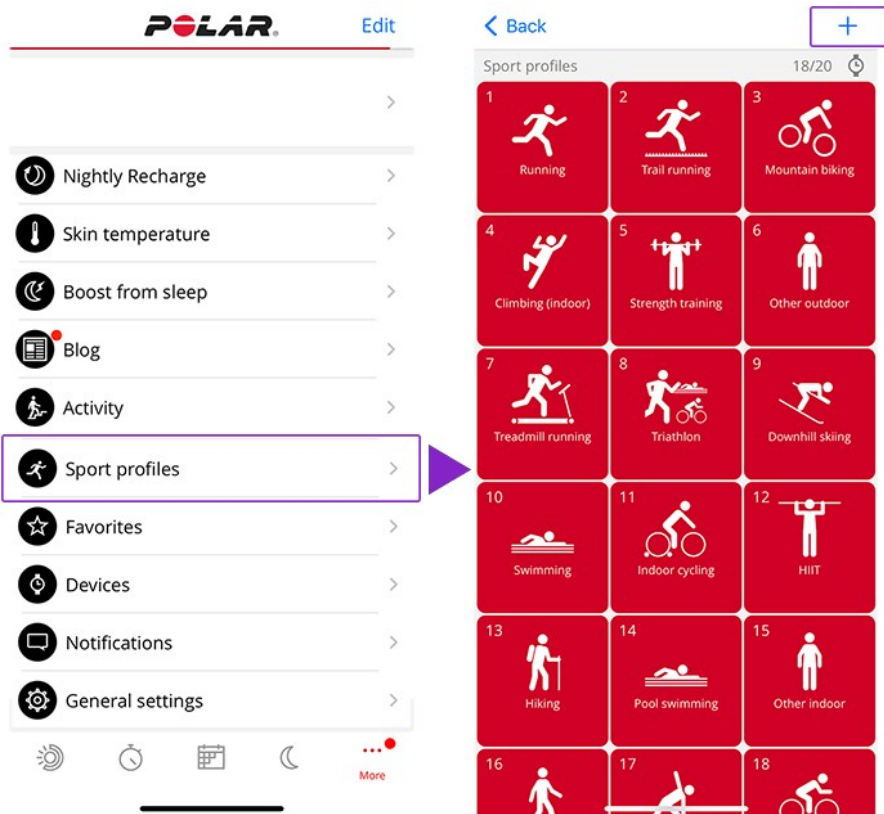 POLAR.
Edit
Nightly Recharge
Skin temperature
Boost from sleep
Blog
Activity
Sport profiles
Favorites
Devices
Notifications
General settings
More
Back
+
Sport profiles 18/20
1
Running
2
Trail running
3
Mountain biking
4
Climbing (indoor)
5
Strength training
6
Other outdoor
7
Treadmill running
8
Triathlon
9
Downhill skiing
10
Swimming
11
Indoor cycling
12
HIIT
13
Hiking
14
Pool swimming
15
Other indoor
16
17
18